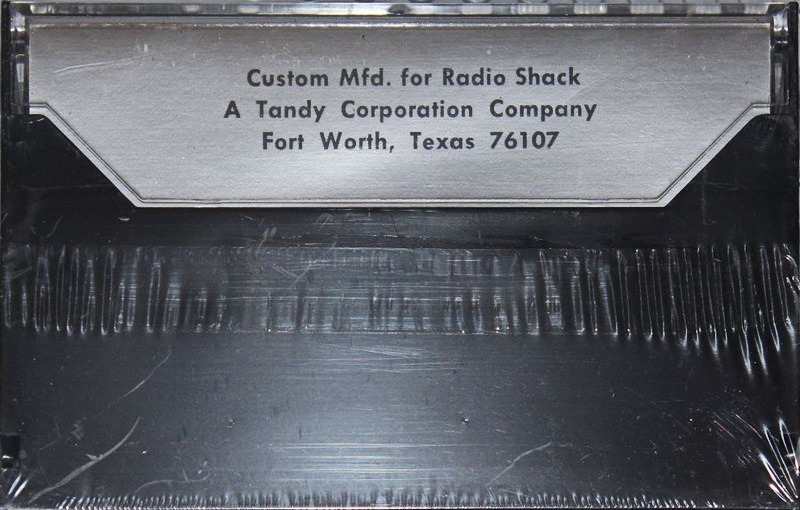 Custom Mfd. for Radio Shack
A Tandy Corporation Company
Fort Worth, Texas 76107